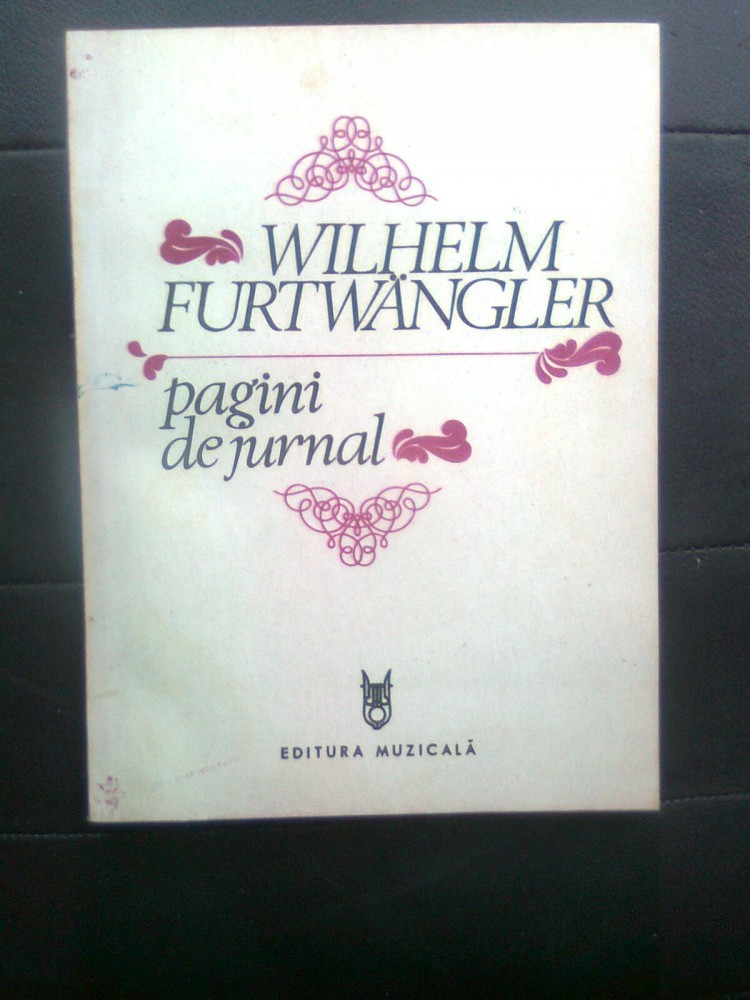 WILHELM
FURTWÄNGLER
pagini
de jurnal
EDITURA MUZICALĂ